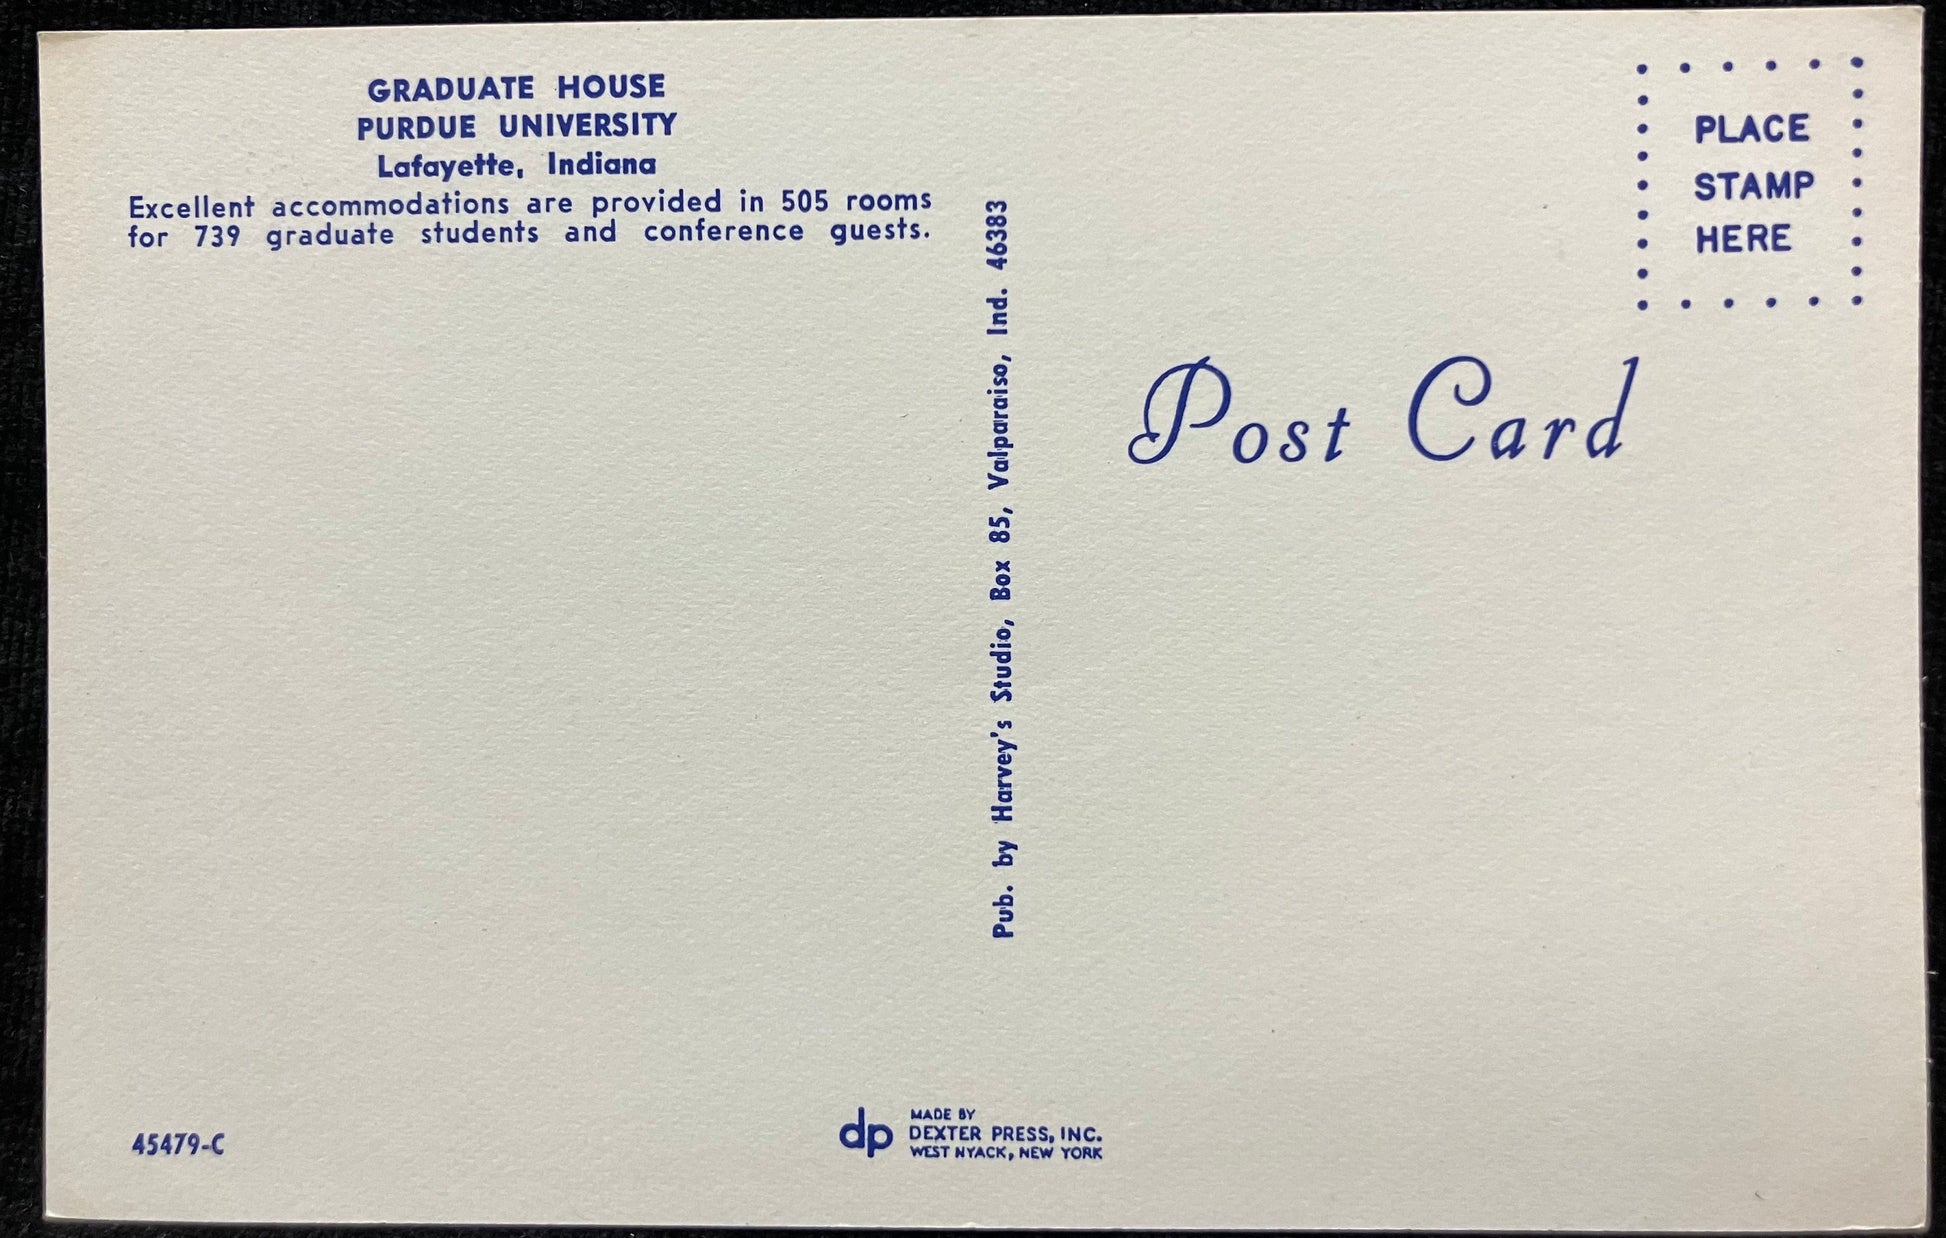 GRADUATE HOUSE
PURDUE UNIVERSITY
Lafayette, Indiana
Excellent accommodations are provided in 505 rooms
for 739 graduate students and conference guests.
Pub. by Harvey's Studio, Box 85, Valparaiso, Ind. 46383
PLACE
STAMP
HERE
Post Card
45479-C
dp
MADE BY
DEXTER PRESS, INC.
WEST NYACK, NEW YORK